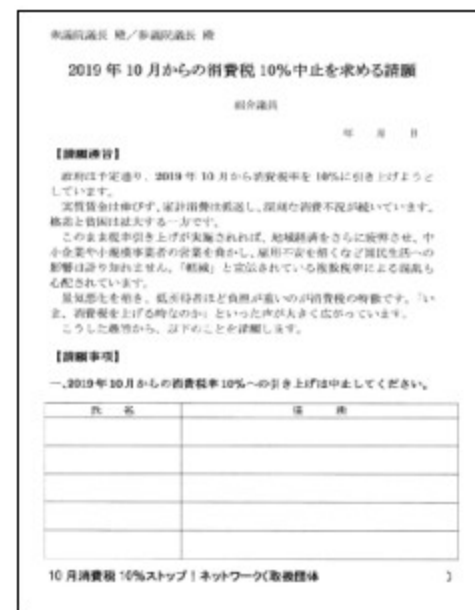 衆議院議長 殿／参議院議長 殿
2019年10月からの消費税10%中止を求める請願
紹介議員
年 月 日
【請願趣旨】
政府は予定通り、2019年10月から消費税率を10%に引き上げようと
しています。
実質賃金は伸びず、家計消費は低迷し、深刻な消費不況が続いています。
格差と貧困は拡大する一方です。
このまま税率引き上げが実施されれば、地域経済をさらに疲弊させ、中
小企業や小規模事業者の営業を脅かし、雇用不安を招くなど国民生活への
影響は計り知れません。「軽減」と宣伝されている複数税率による混乱も
心配されています。
景気悪化を招き、低所得者ほど負担が重いのが消費税の特徴です。「い
ま、消費税を上げる時なのか」といった声が大きく広がっています。
こうした趣旨から、以下のことを請願します。
【請願事項】
一、2019年10月からの消費税率10%への引き上げは中止してください。
氏 名 住 所
10月消費税10%ストップ！ネットワーク(取扱団体 )